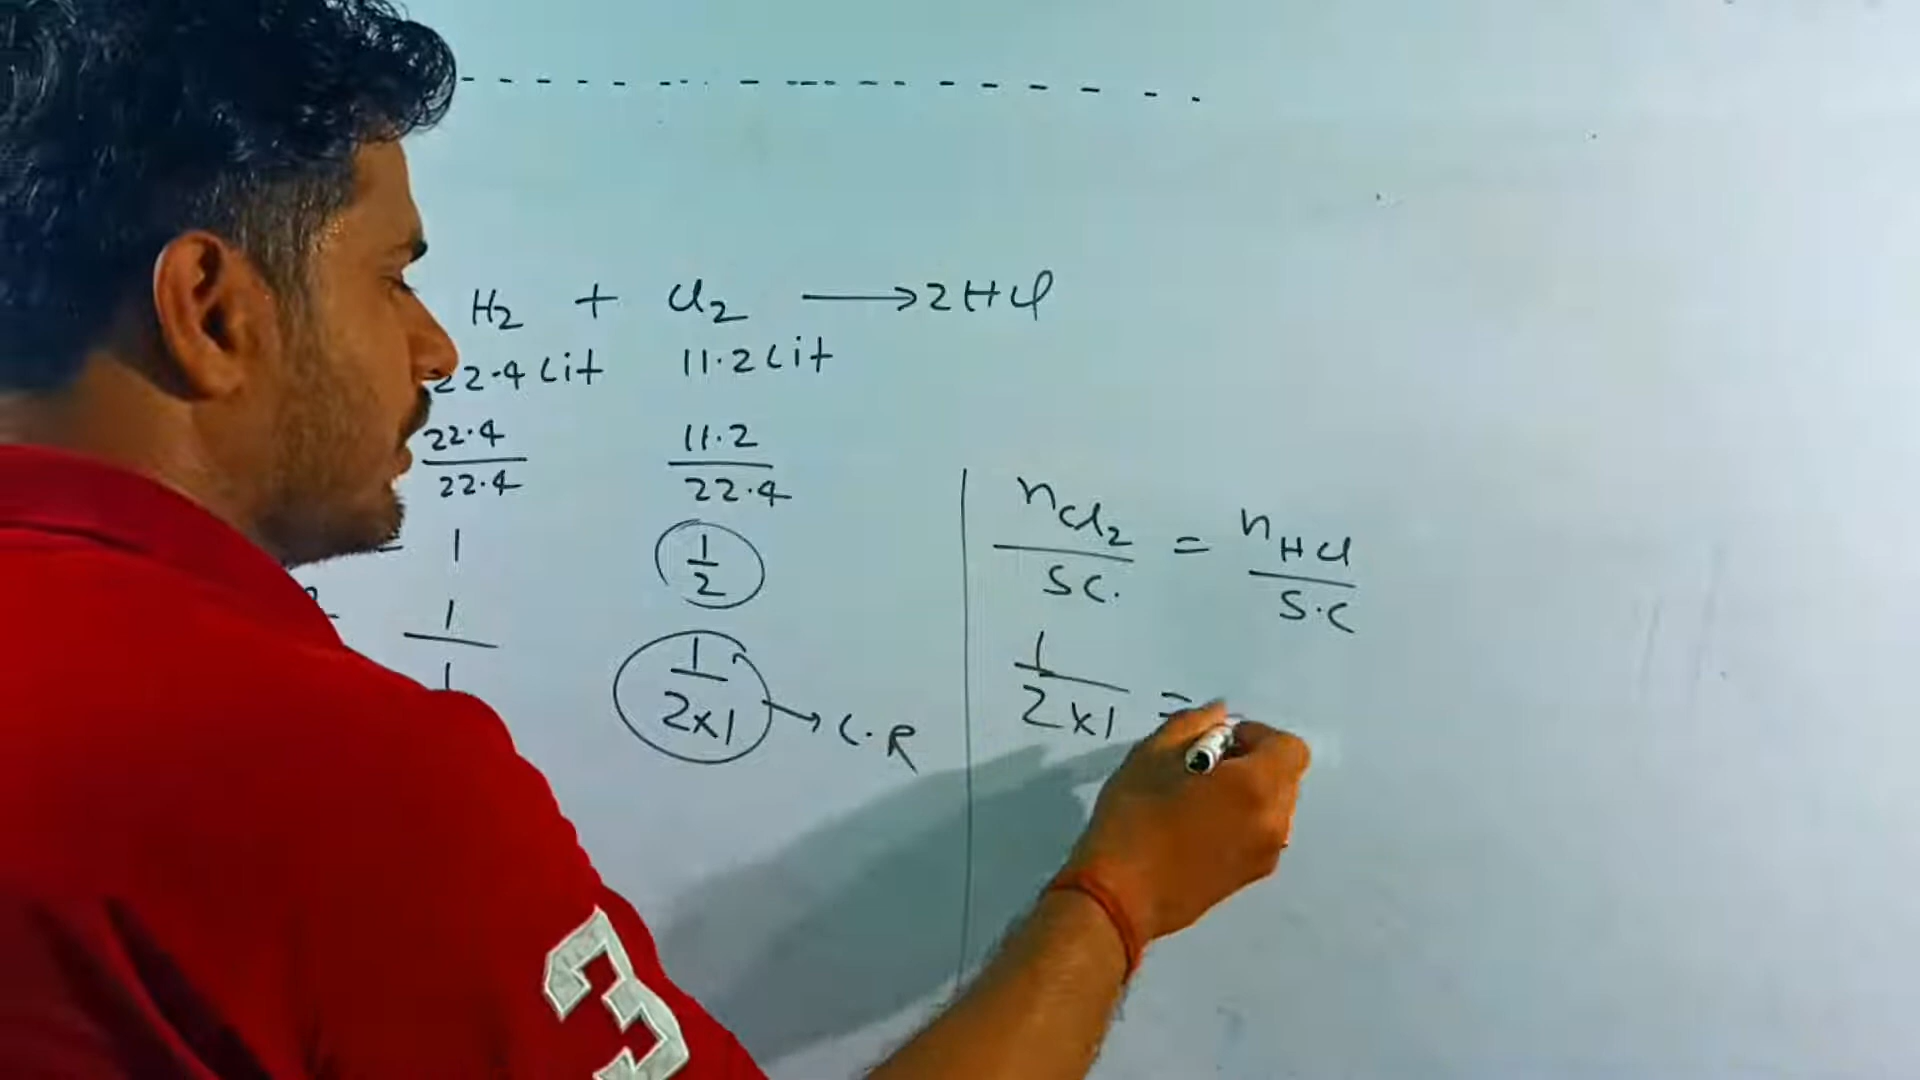 H₂ + Cl₂ ⟶ 2HCl
22.4 Lit 11.2 Lit
22.4/22.4 11.2/22.4
1 1/2
1/1 1/2×1 → L.R
nCl₂/S.C. = nHCl/S.C
1/2×1 =
3